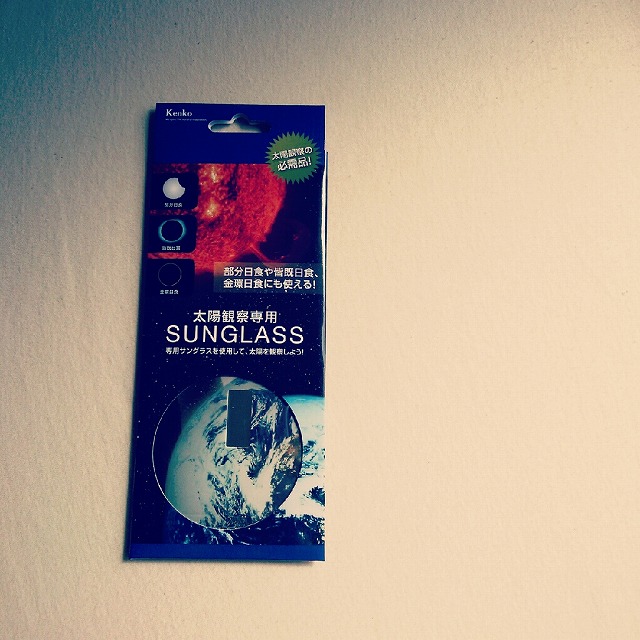 Kenko
太陽観察の
必需品!
部分日食
皆既日食
金環日食
部分日食や皆既日食、
金環日食にも使える!
太陽観察専用
SUNGLASS
専用サングラスを使用して、太陽を観察しよう!